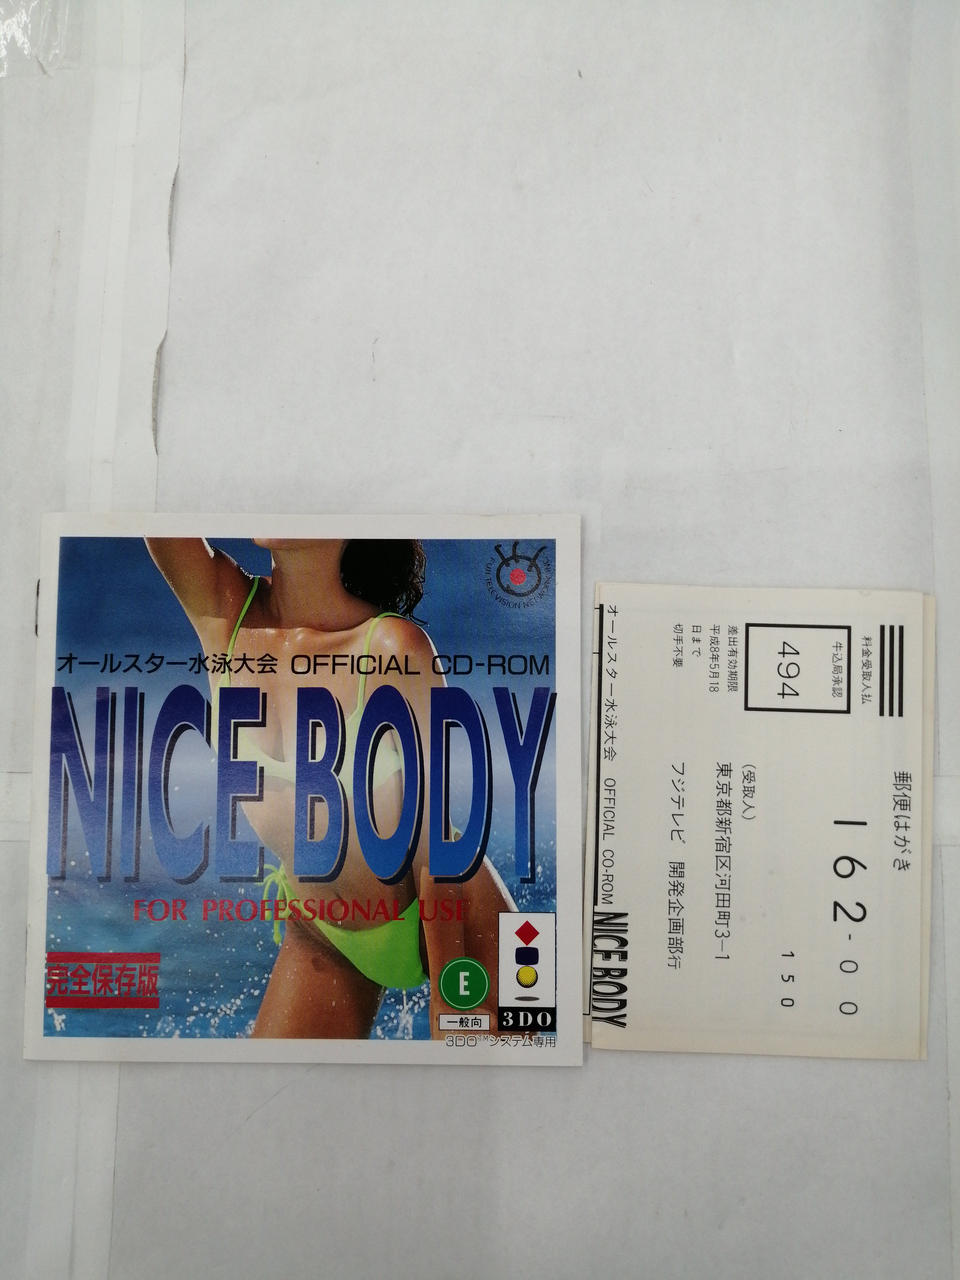 オールスター水泳大会 OFFICIAL CD-ROM
NICE BODY
FOR PROFESSIONAL USE
完全保存版
E
一般向
3DO
3DO™システム専用
郵便はがき
162-00
150
料金受取人払
牛込局承認
494
差出有効期限
平成8年5月18
日まで
切手不要
(受取人)
東京都新宿区河田町3-1
フジテレビ 開発企画部行
オールスター水泳大会 OFFICIAL CD-ROM NICE BODY